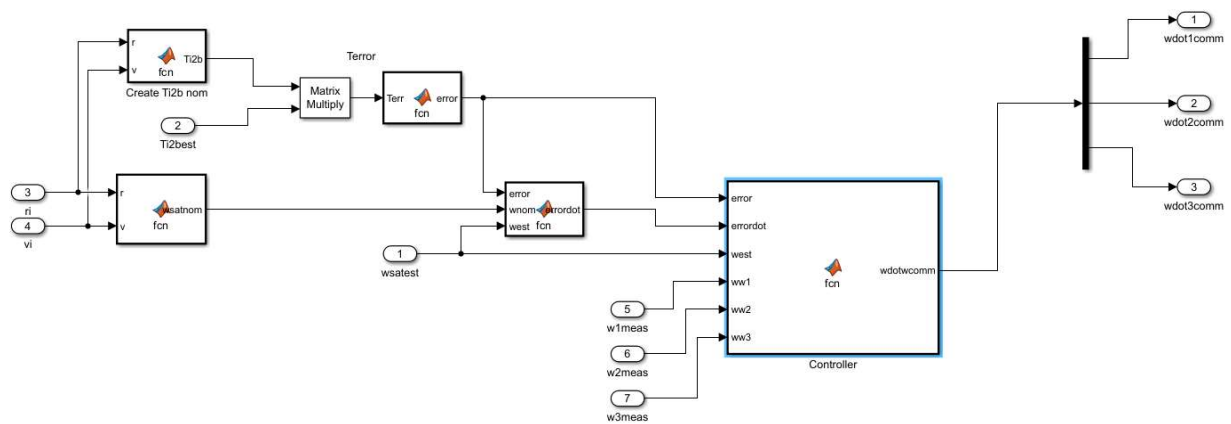 r
v
Ti2b
fcn
Create Ti2b nom
2
Ti2best
Matrix
Multiply
Terror
Terr
error
fcn
3
ri
4
vi
r
v
wsatnom
fcn
error
wnom
west
errordot
fcn
1
wsatest
error
errordot
west
ww1
ww2
ww3
fcn
wdotwcomm
Controller
5
w1meas
6
w2meas
7
w3meas
1
wdot1comm
2
wdot2comm
3
wdot3comm